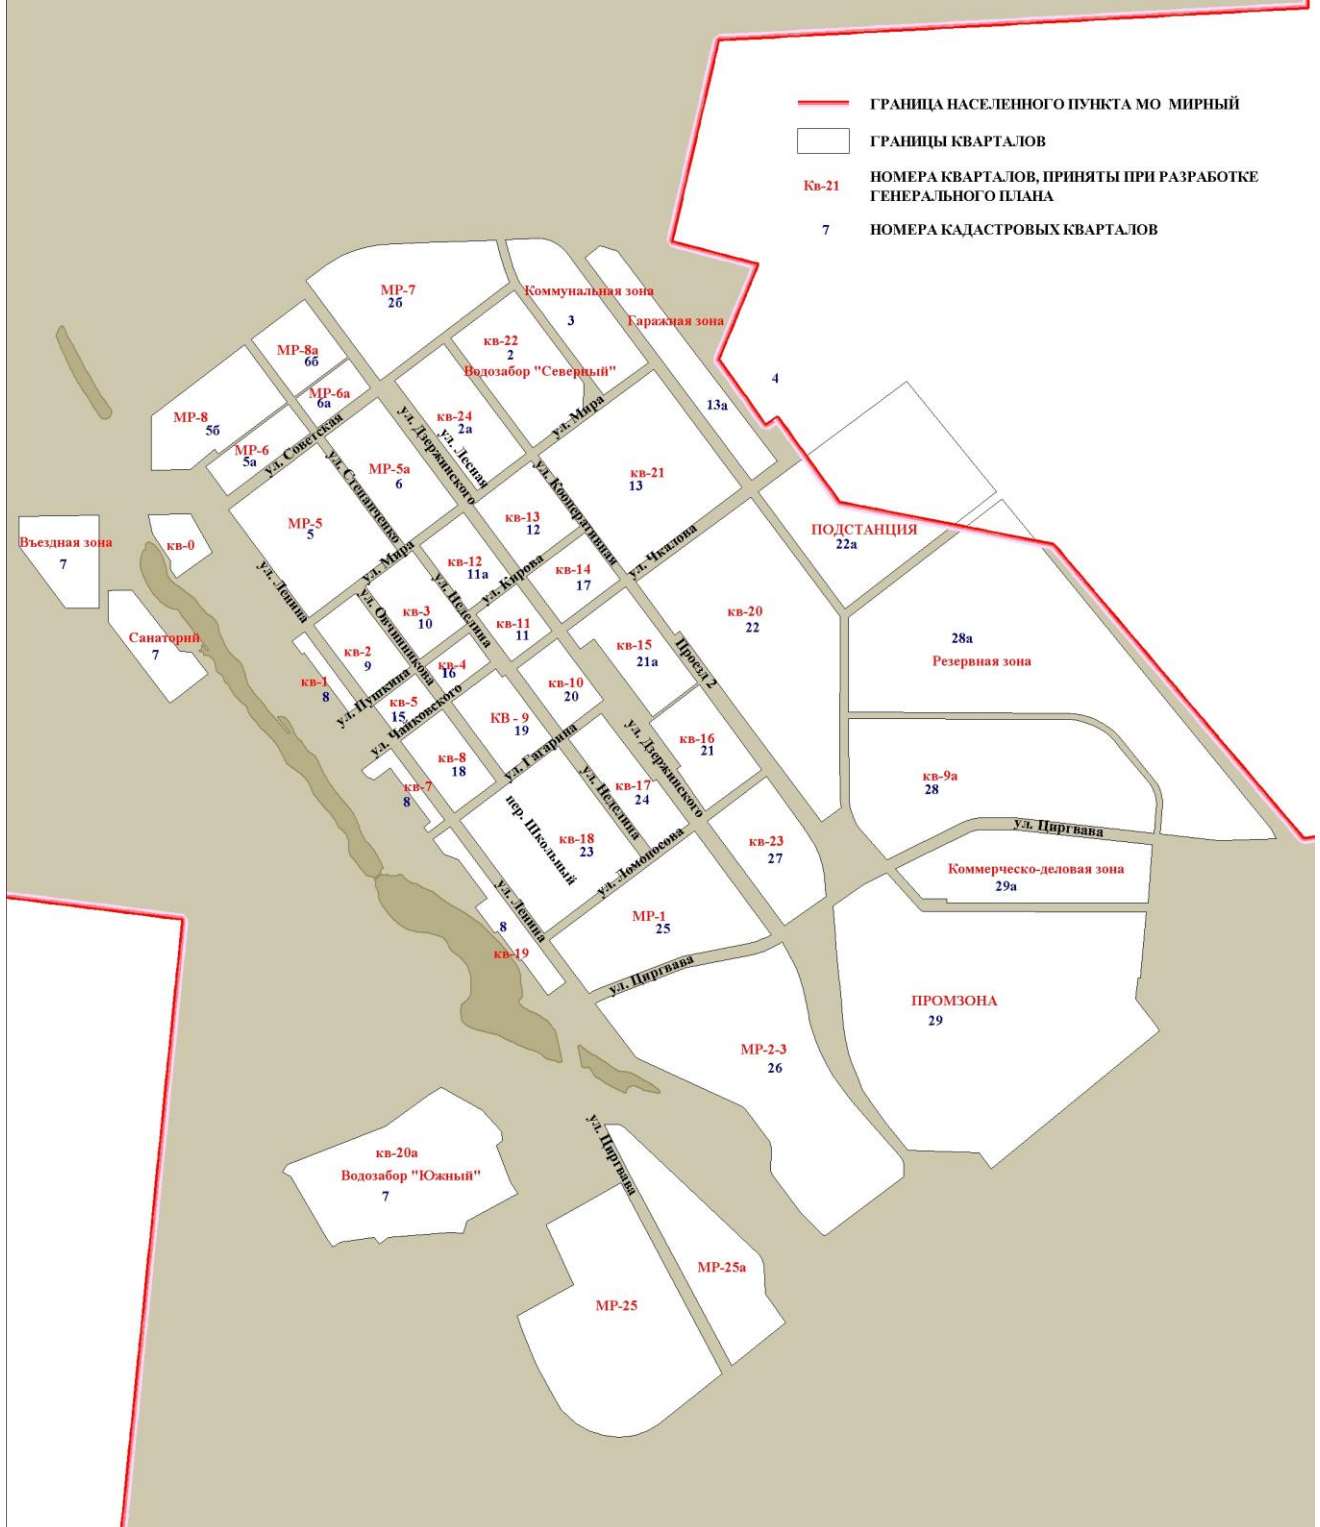 ГРАНИЦА НАСЕЛЕННОГО ПУНКТА МО МИРНЫЙ
ГРАНИЦЫ КВАРТАЛОВ
Кв-21
НОМЕРА КВАРТАЛОВ, ПРИНЯТЫ ПРИ РАЗРАБОТКЕ
ГЕНЕРАЛЬНОГО ПЛАНА
7
НОМЕРА КАДАСТРОВЫХ КВАРТАЛОВ
МР-7
2б
Коммунальная зона
3
Гаражная зона
кв-22
2
Водозабор "Северный"
МР-8а
6б
МР-6а
6а
4
13а
МР-8
5б
МР-6
5а
ул. Советская
кв-24
2а
ул. Дзержинского
ул. Лесная
ул. Мира
МР-5а
6
ул. Степанченко
кв-21
13
ул. Кооперативная
МР-5
5
кв-13
12
ПОДСТАНЦИЯ
22а
Въездная зона
7
кв-0
ул. Ленина
ул. Мира
кв-12
11а
ул. Кирова
кв-14
17
ул. Чкалова
кв-3
10
ул. Неделина
ул. Овчинникова
кв-11
11
кв-20
22
28а
Резервная зона
Санаторий
7
кв-2
9
кв-4
16
кв-15
21а
Проезд 2
кв-1
8
ул. Пушкина
кв-5
15
ул. Чайковского
кв-10
20
КВ - 9
19
кв-16
21
ул. Гагарина
ул. Дзержинского
кв-8
18
кв-7
8
кв-17
24
ул. Неделина
кв-9а
28
ул. Циргвава
пер. Школьный
кв-18
23
кв-23
27
ул. Ломоносова
Коммерческо-деловая зона
29а
ул. Ленина
8
кв-19
МР-1
25
ул. Циргвава
ПРОМЗОНА
29
МР-2-3
26
кв-20а
Водозабор "Южный"
7
ул. Циргвава
МР-25а
МР-25